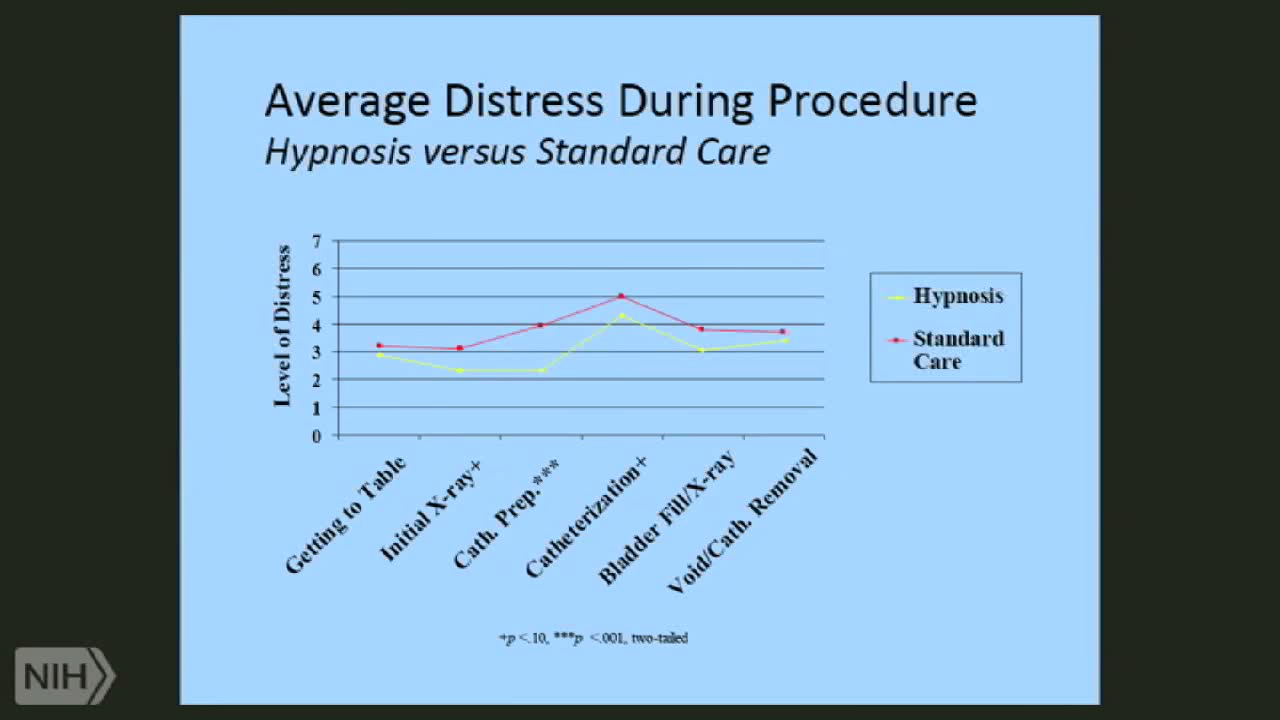 Average Distress During Procedure
Hypnosis versus Standard Care
Level of Distress
7
6
5
4
3
2
1
0
Getting to Table
Initial X-ray+
Cath. Prep.***
Catheterization+
Bladder Fill/X-ray
Void/Cath. Removal
Hypnosis
Standard
Care
+p <.10, ***p <.001, two-tailed
NIH